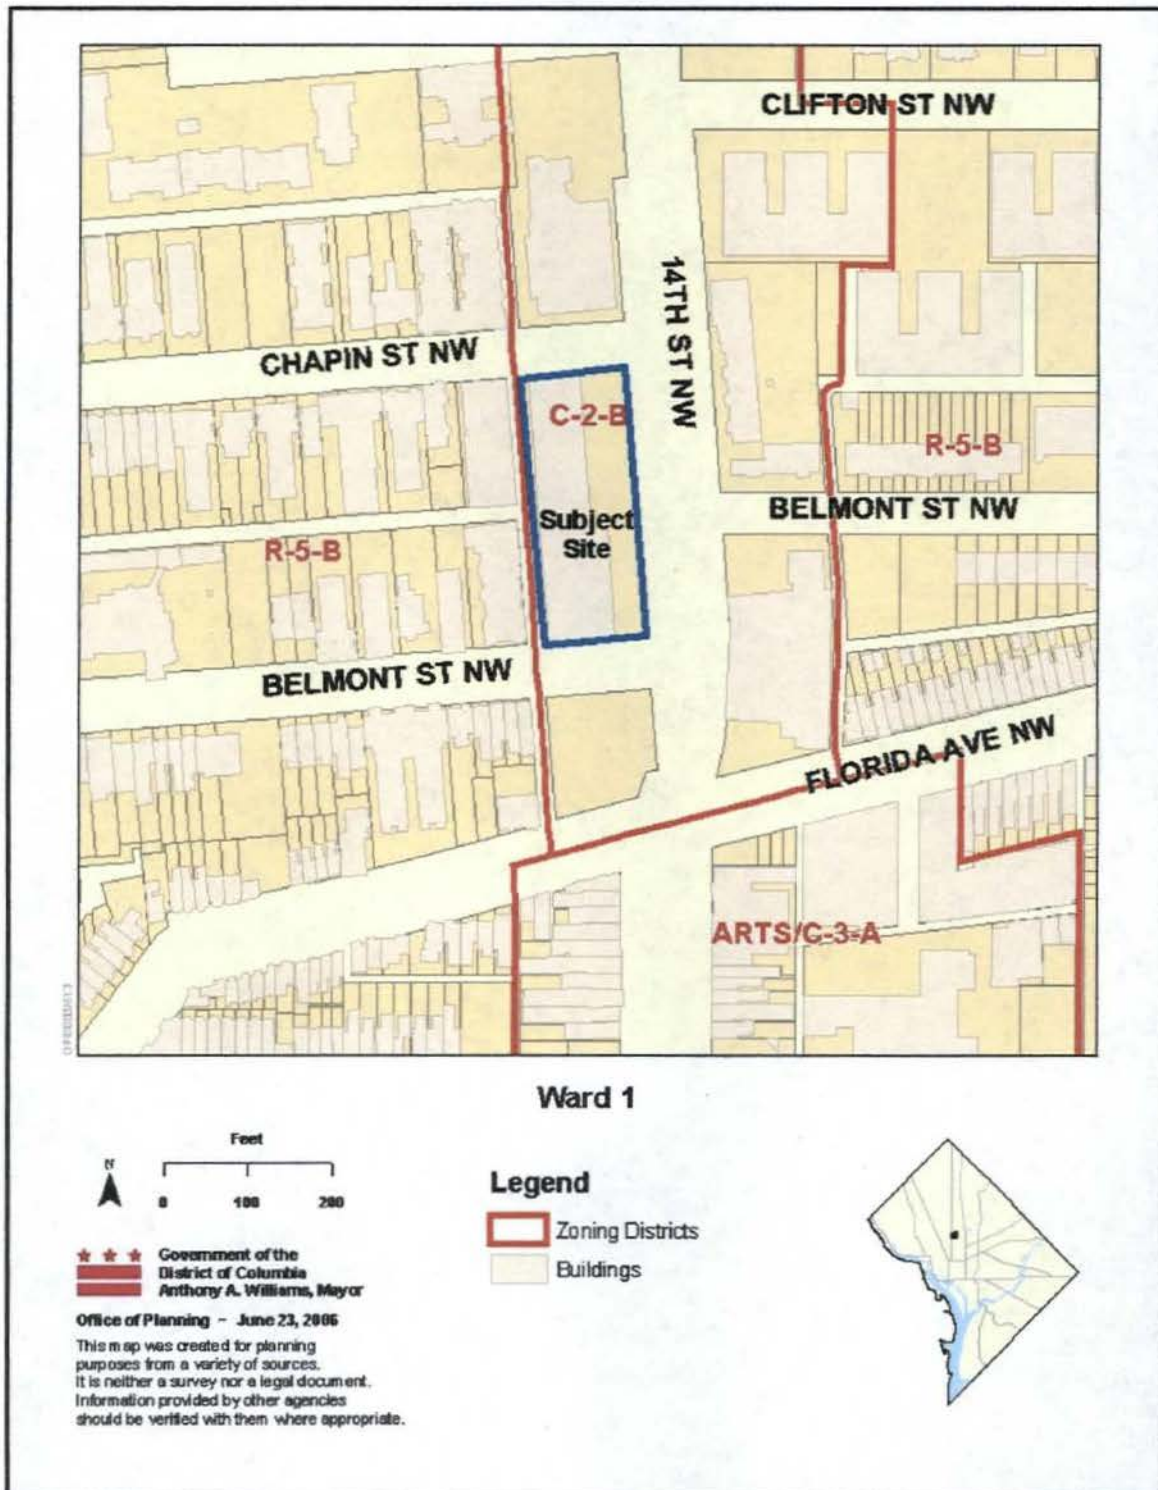 CLIFTON ST NW
14TH ST NW
CHAPIN ST NW
C-2-B
R-5-B
BELMONT ST NW
Subject
Site
R-5-B
BELMONT ST NW
FLORIDA AVE NW
ARTS/C-3-A
Ward 1
Feet
N
0 100 200
Legend
Zoning Districts
Buildings
Government of the
District of Columbia
Anthony A. Williams, Mayor
Office of Planning ~ June 23, 2006
This map was created for planning
purposes from a variety of sources.
It is neither a survey nor a legal document.
Information provided by other agencies
should be verified with them where appropriate.